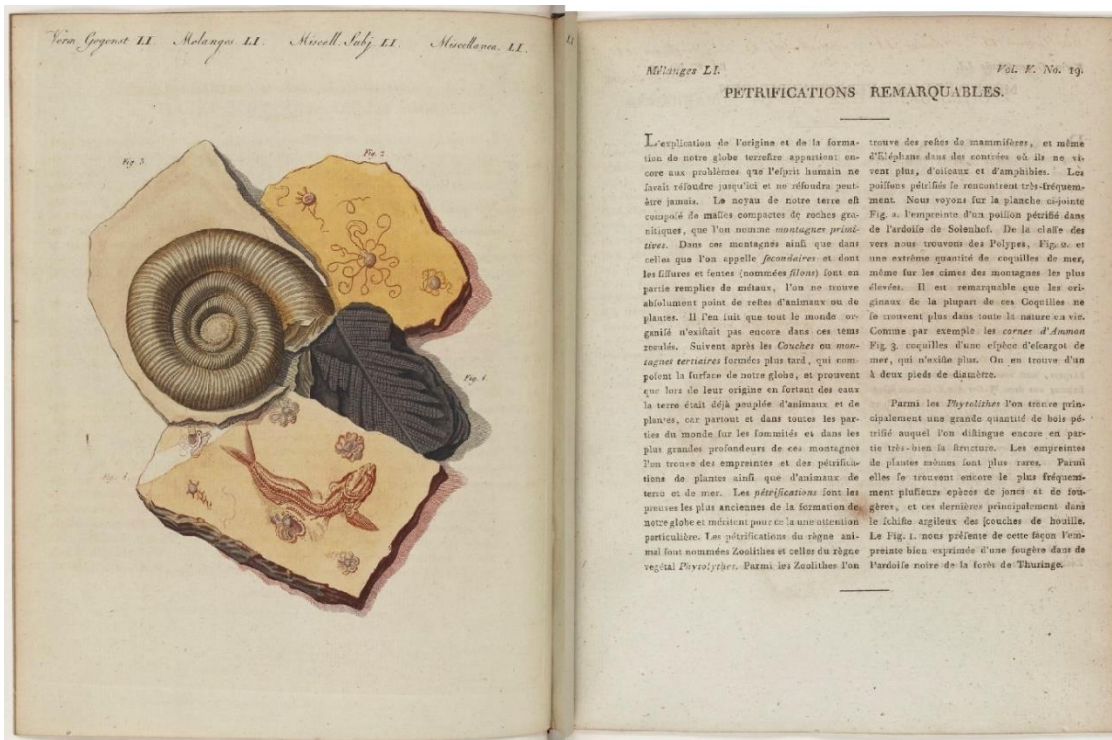 Verm. Gegenst. LI. Melanges LI. Miscell. Subj. LI. Miscellanea. LI.
Fig. 3.
Fig. 2.
Fig. 1.
Fig. 4.
Mélanges LI. Vol. V. No. 19.
PETRIFICATIONS REMARQUABLES.
L'explication de l'origine et de la forma-
tion de notre globe terreſtre appartient en-
core aux problèmes que l'eſprit humain ne
ſavait réſoudre jusqu'ici et ne réſoudra peut-
être jamais. Le noyau de notre terre eſt
compoſé de maſſes compactes de roches gra-
nitiques, que l'on nomme montagnes primi-
tives. Dans ces montagnes ainſi que dans
celles que l'on appelle ſecondaires et dont
les fiſſures et fentes (nommées filons) ſont en
partie remplies de métaux, l'on ne trouve
abſolument point de reſtes d'animaux ou de
plantes. Il l'en ſuit que tout le monde or-
ganiſé n'exiſtait pas encore dans ces tems
reculés. Suivent après les Couches ou mon-
tagnes tertiaires formées plus tard, qui com-
poſent la ſurface de notre globe, et prouvent
que lors de leur origine en ſortant des eaux
la terre était déjà peuplée d'animaux et de
plantes, car partout et dans toutes les par-
ties du monde ſur les ſommités et dans les
plus grandes profondeurs de ces montagnes
l'on trouve des empreintes et des pétrifica-
tions de plantes ainſi que d'animaux de
terre et de mer. Les pétrifications ſont les
preuves les plus anciennes de la formation de
notre globe et méritent pour cela une attention
particulière. Les pétrifications du règne ani-
mal ſont nommées Zoolithes et celles du règne
vegétal Phytolythes. Parmi les Zoolithes l'on
trouve des reſtes de mammifères, et même
d'Eléphans dans des contrées où ils ne vi-
vent plus, d'oiſeaux et d'amphibies. Les
poiſſons pétrifiés ſe rencontrent très-fréquem-
ment. Nous voyons ſur la planche ci-jointe
Fig. 4. l'empreinte d'un poiſſon pétrifié dans
de l'ardoiſe de Solenhof. De la claſſe des
vers nous trouvons des Polypes, Fig. 2. et
une extrême quantité de coquilles de mer,
même ſur les cimes des montagnes les plus
élevées. Il eſt remarquable que les ori-
ginaux de la plupart de ces Coquilles ne
ſe trouvent plus dans toute la nature en vie.
Comme par exemple les cornes d'Ammon
Fig. 3. coquilles d'une eſpèce d'eſcargot de
mer, qui n'exiſte plus. On en trouve d'un
à deux pieds de diamètre.
Parmi les Phytolithes l'on trouve prin-
cipalement une grande quantité de bois pé-
trifié auquel l'on diſtingue encore en par-
tie très-bien la ſtructure. Les empreintes
de plantes mêmes ſont plus rares. Parmi
elles ſe trouvent encore le plus fréquem-
ment pluſieurs epèces de joncs et de fou-
gères, et ces dernières principalement dans
le ſchiſte argileux des couches de houille.
Le Fig. 1. nous préſente de cette façon l'em-
preinte bien exprimée d'une fougère dans de
l'ardoiſe noire de la forêt de Thuringe.